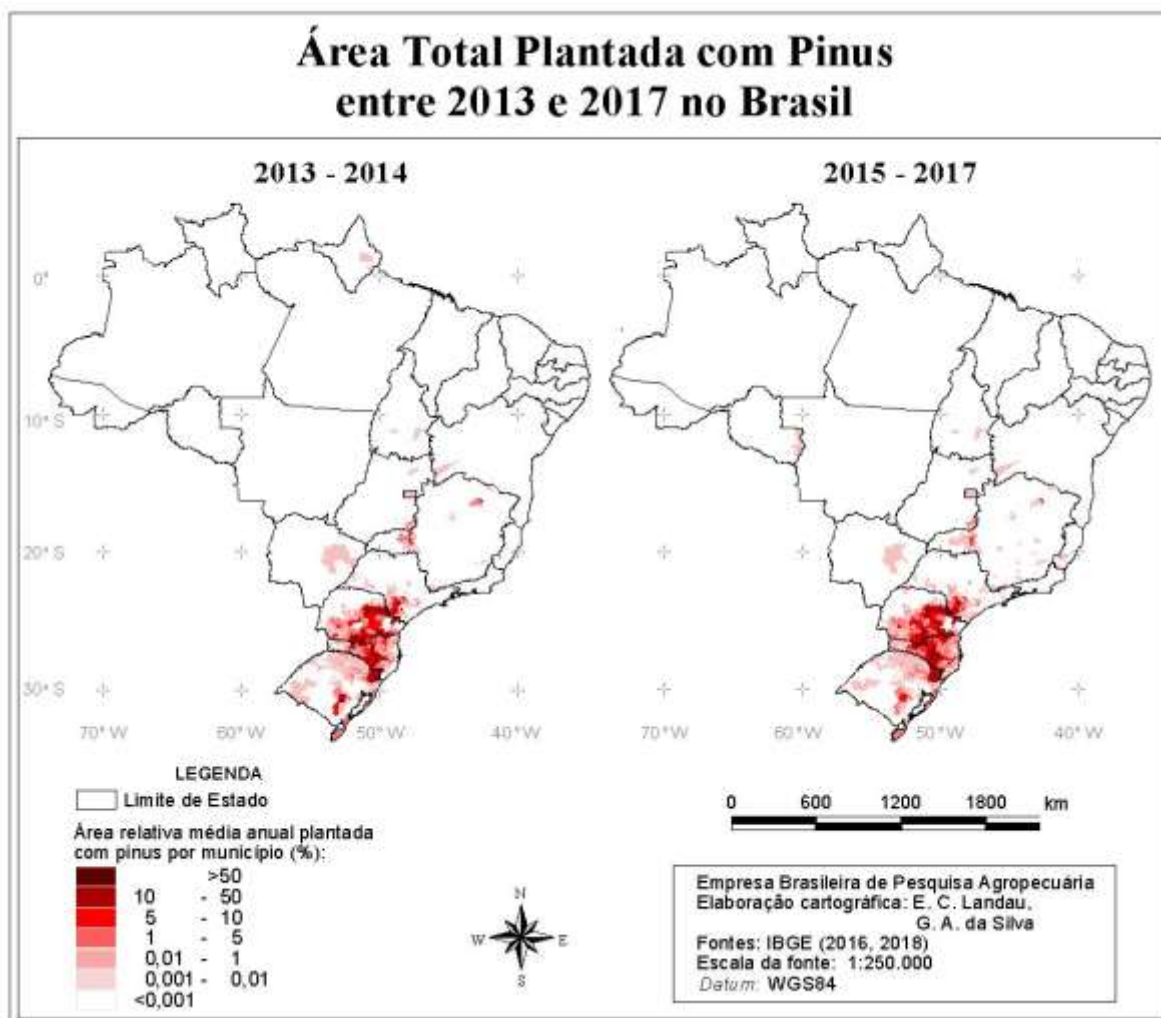 Área Total Plantada com Pinus
entre 2013 e 2017 no Brasil
2013 - 2014
2015 - 2017
0°
10° S
20° S
30° S
70° W
60° W
50° W
40° W
70° W
60° W
50° W
40° W
LEGENDA
Limite de Estado
Área relativa média anual plantada
com pinus por município (%):
>50
10 - 50
5 - 10
1 - 5
0,01 - 1
0,001 - 0,01
<0,001
N
W E
S
0 600 1200 1800 km
Empresa Brasileira de Pesquisa Agropecuária
Elaboração cartográfica: E. C. Landau,
G. A. da Silva
Fontes: IBGE (2016, 2018)
Escala da fonte: 1:250.000
Datum: WGS84